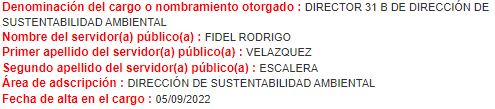 Denominación del cargo o nombramiento otorgado : DIRECTOR 31 B DE DIRECCIÓN DE
SUSTENTABILIDAD AMBIENTAL
Nombre del servidor(a) público(a) : FIDEL RODRIGO
Primer apellido del servidor(a) público(a) : VELAZQUEZ
Segundo apellido del servidor(a) público(a) : ESCALERA
Área de adscripción : DIRECCIÓN DE SUSTENTABILIDAD AMBIENTAL
Fecha de alta en el cargo : 05/09/2022